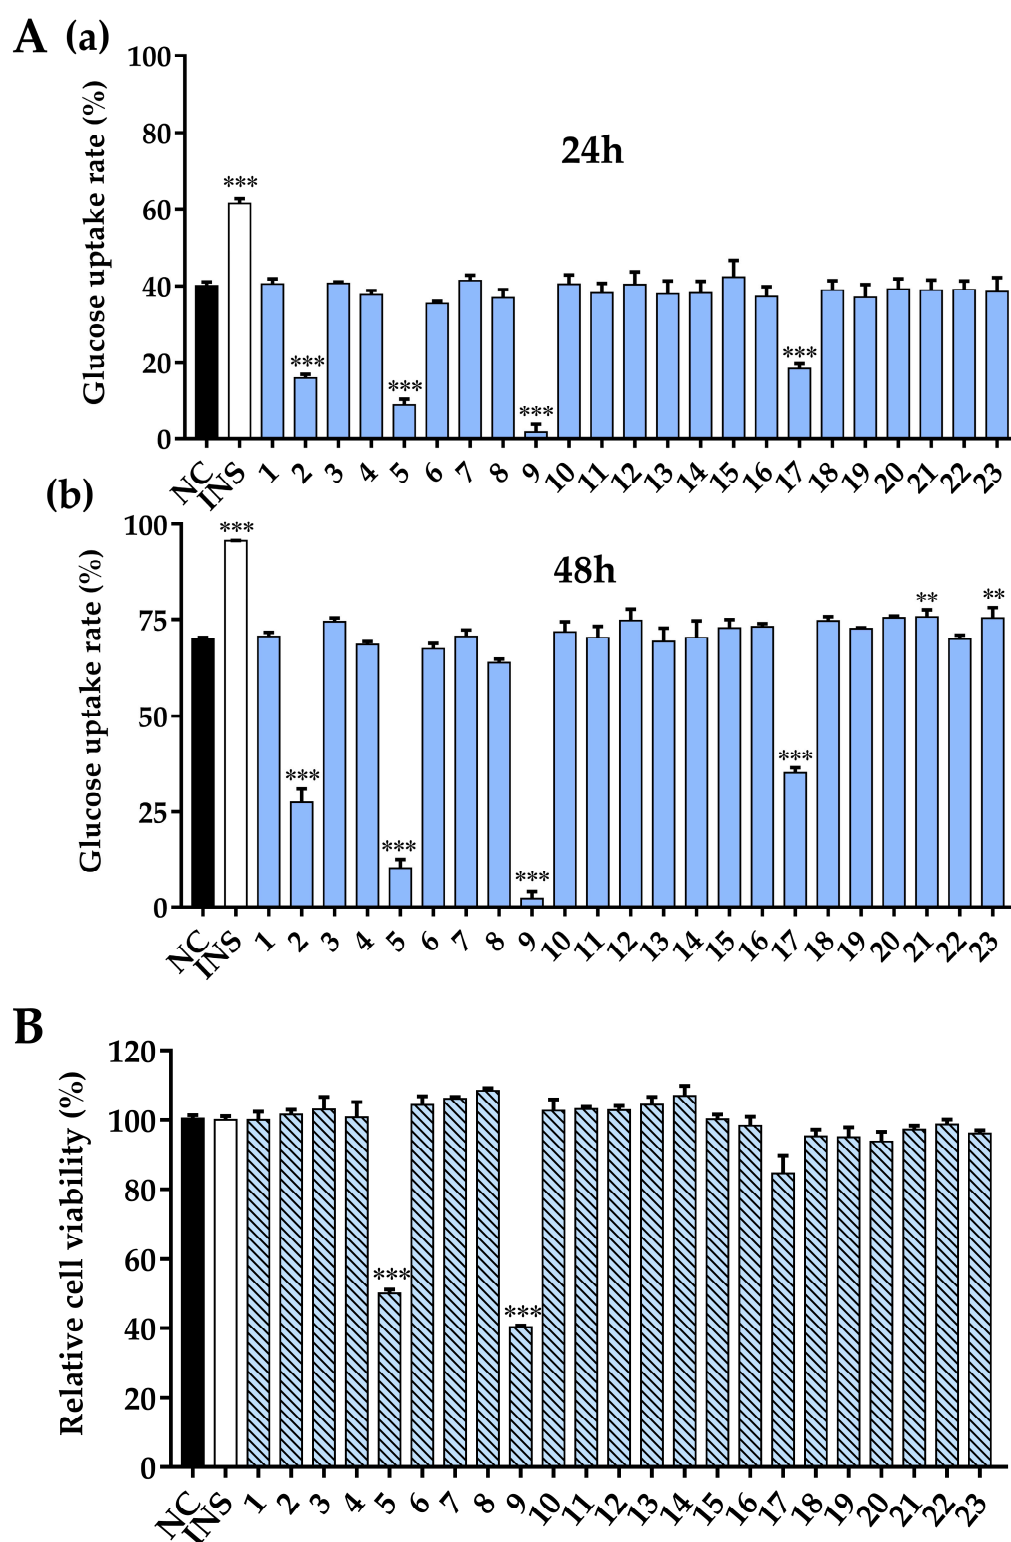 A (a)
Glucose uptake rate (%)
100
80
60
40
20
0
24h
***
***
***
***
***
NC INS 1 2 3 4 5 6 7 8 9 10 11 12 13 14 15 16 17 18 19 20 21 22 23
(b)
Glucose uptake rate (%)
100
75
50
25
0
48h
***
***
***
***
***
**
**
NC INS 1 2 3 4 5 6 7 8 9 10 11 12 13 14 15 16 17 18 19 20 21 22 23
B
Relative cell viability (%)
120
100
80
60
40
20
0
***
***
NC INS 1 2 3 4 5 6 7 8 9 10 11 12 13 14 15 16 17 18 19 20 21 22 23